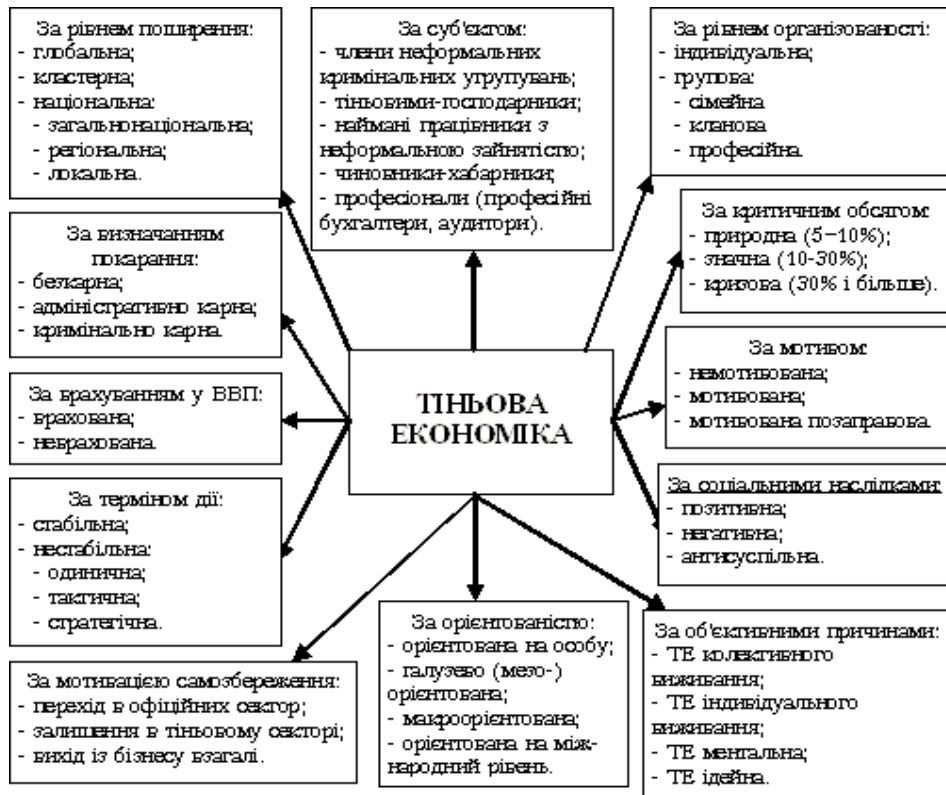 За рівнем поширення:
- глобальна;
- кластерна;
- національна:
- загальнонаціональна;
- регіональна;
- локальна.
За суб'єктом:
- члени неформальних
кримінальних угрупувань;
- тіньовими-господарники;
- наймані працівники з
неформальною зайнятістю;
- чиновники-хабарники;
- професіонали (професійні
бухгалтери, аудитори).
За рівнем організованості:
- індивідуальна;
- групова:
- сімейна
- кланова
- професійна.
За визначанням
покарання:
- безкарна;
- адміністративно карна;
- кримінально карна.
За критичним обсягом:
- природна (5–10%);
- значна (10-30%);
- кризова (30% і більше).
За врахуванням у ВВП:
- врахована;
- неврахована.
ТІНЬОВА
ЕКОНОМІКА
За мотивом:
- немотивована;
- мотивована;
- мотивована позаправова.
За терміном дії:
- стабільна;
- нестабільна:
- одинична;
- тактична;
- стратегічна.
За соціальними наслідками:
- позитивна;
- негативна;
- антисуспільна.
За мотивацією самозбереження:
- перехід в офіційних сектор;
- залишення в тіньовому секторі;
- вихід із бізнесу взагалі.
За орієнтованістю:
- орієнтована на особу;
- галузево (мезо-)
орієнтована;
- макроорієнтована;
- орієнтована на між-
народний рівень.
За об'єктивними причинами:
- ТЕ колективного
виживання;
- ТЕ індивідуального
виживання;
- ТЕ ментальна;
- ТЕ ідейна.